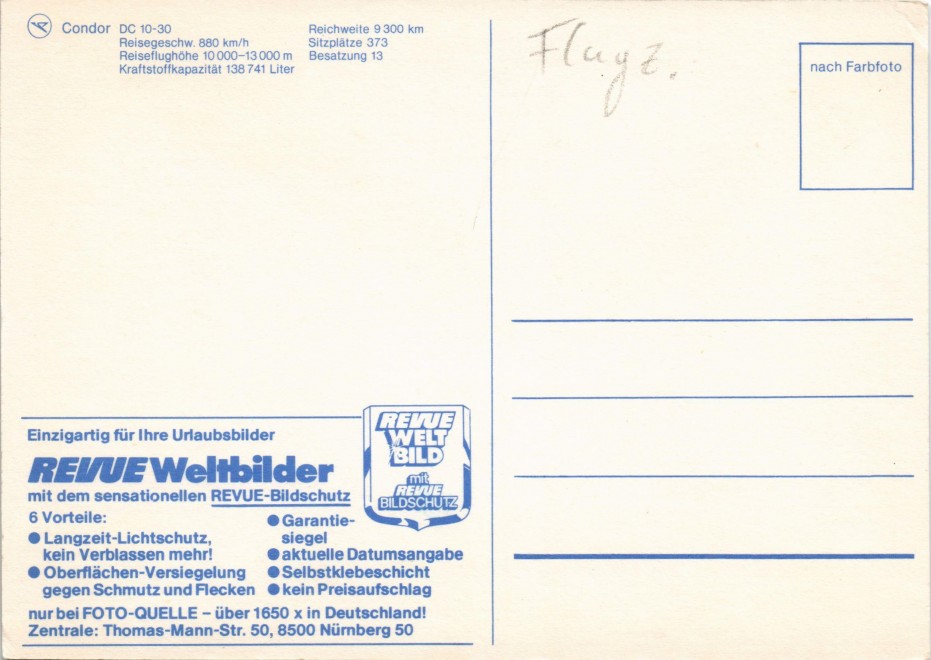 Condor DC 10-30
Reisegeschw. 880 km/h
Reiseflughöhe 10 000–13 000 m
Kraftstoffkapazität 138 741 Liter
Reichweite 9 300 km
Sitzplätze 373
Besatzung 13
Flugz.
nach Farbfoto
Einzigartig für Ihre Urlaubsbilder
REVUE Weltbilder
mit dem sensationellen REVUE-Bildschutz
6 Vorteile:
● Langzeit-Lichtschutz,
kein Verblassen mehr!
● Oberflächen-Versiegelung
gegen Schmutz und Flecken
● Garantie-
siegel
● aktuelle Datumsangabe
● Selbstklebeschicht
● kein Preisaufschlag
nur bei FOTO-QUELLE – über 1650 x in Deutschland!
Zentrale: Thomas-Mann-Str. 50, 8500 Nürnberg 50
REVUE
WELT
BILD
mit
REVUE
BILDSCHUTZ